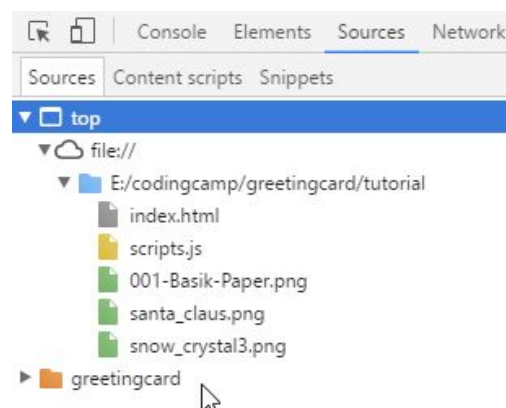 Console Elements Sources Network
Sources Content scripts Snippets
top
file://
E:/codingcamp/greetingcard/tutorial
index.html
scripts.js
001-Basik-Paper.png
santa_claus.png
snow_crystal3.png
greetingcard